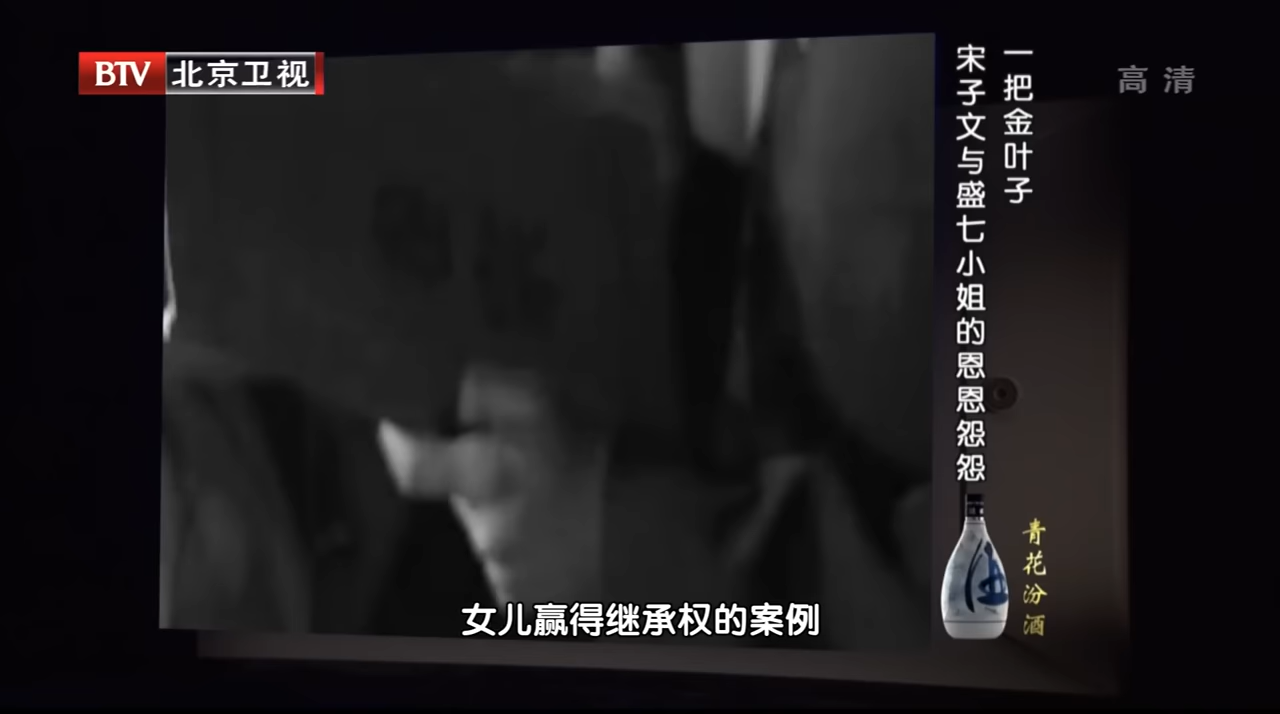 BTV 北京卫视
高清
一把金叶子
宋子文与盛七小姐的恩恩怨怨
青花汾酒
女儿赢得继承权的案例